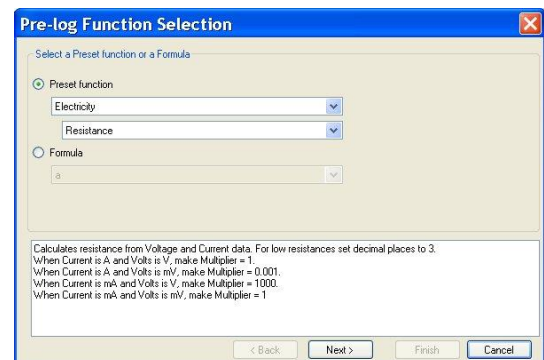 Pre-log Function Selection
Select a Preset function or a Formula
Preset function
Electricity
Resistance
Formula
a
Calculates resistance from Voltage and Current data. For low resistances set decimal places to 3.
When Current is A and Volts is V, make Multiplier = 1.
When Current is A and Volts is mV, make Multiplier = 0.001.
When Current is mA and Volts is V, make Multiplier = 1000.
When Current is mA and Volts is mV, make Multiplier = 1
< Back Next > Finish Cancel